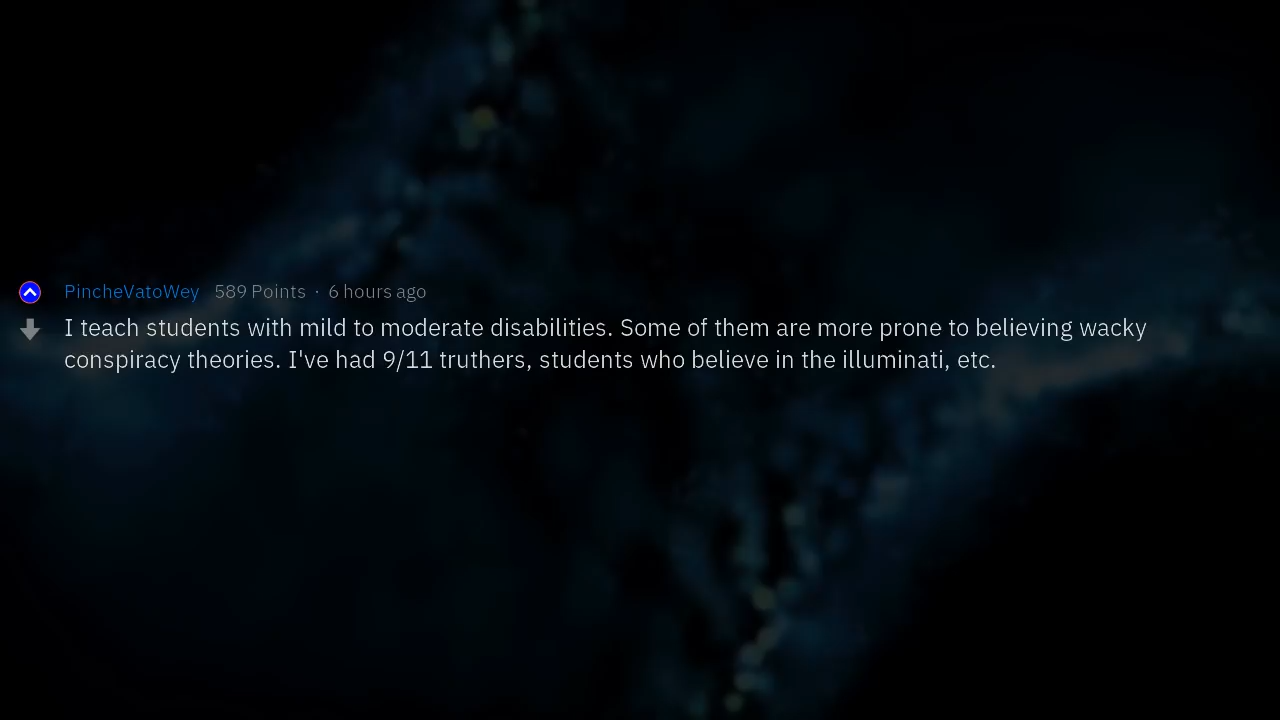 PincheVatoWey 589 Points · 6 hours ago
I teach students with mild to moderate disabilities. Some of them are more prone to believing wacky
conspiracy theories. I've had 9/11 truthers, students who believe in the illuminati, etc.